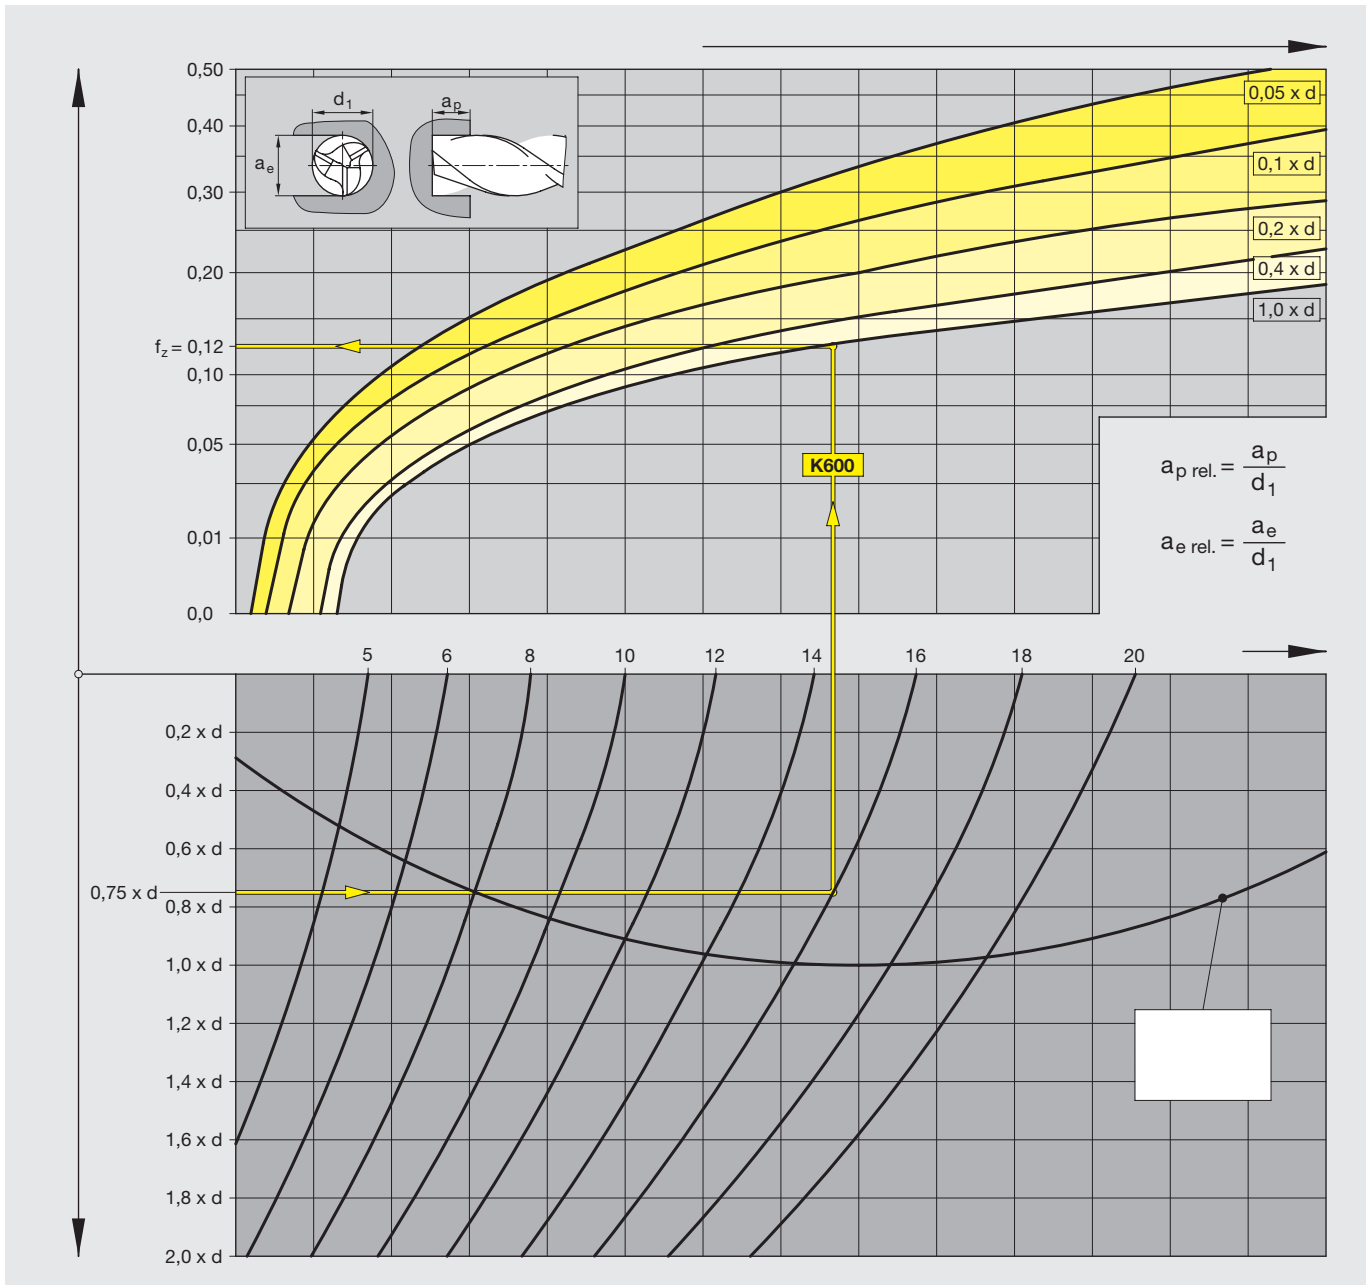 0,50
0,40
0,30
0,20
fz = 0,12
0,10
0,05
0,01
0,0
d1
ap
ae
0,05 x d
0,1 x d
0,2 x d
0,4 x d
1,0 x d
K600
ap rel. = ap / d1
ae rel. = ae / d1
5 6 8 10 12 14 16 18 20
0,2 x d
0,4 x d
0,6 x d
0,75 x d
0,8 x d
1,0 x d
1,2 x d
1,4 x d
1,6 x d
1,8 x d
2,0 x d